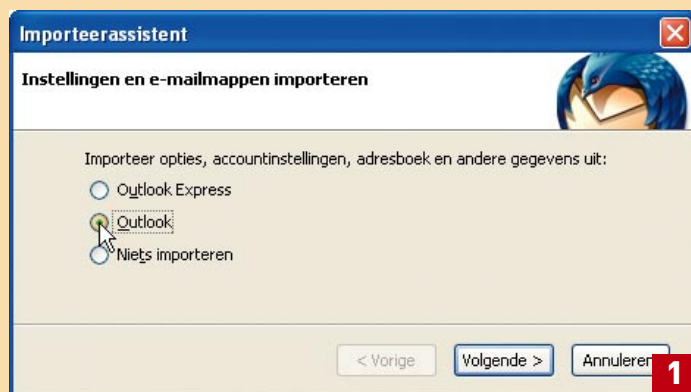 Importeerassistent
Instellingen en e-mailmappen importeren
Importeer opties, accountinstellingen, adresboek en andere gegevens uit:
Outlook Express
Outlook
Niets importeren
< Vorige Volgende > Annuleren
1